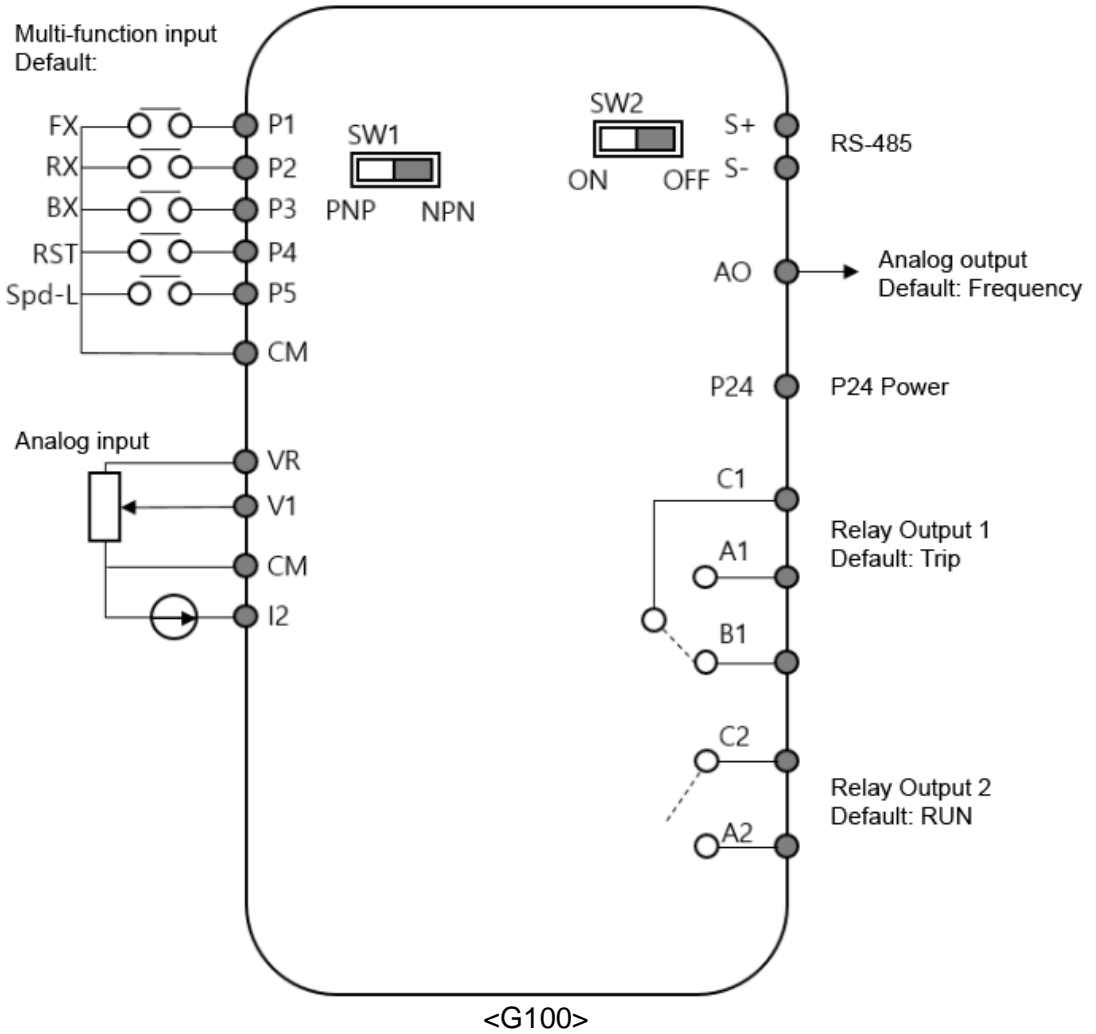 Multi-function input
Default:
FX
P1
RX
P2
BX
P3
RST
P4
Spd-L
P5
CM
SW1
PNP NPN
SW2
ON OFF
S+
S-
RS-485
AO
Analog output
Default: Frequency
P24
P24 Power
Analog input
VR
V1
CM
I2
C1
A1
B1
Relay Output 1
Default: Trip
C2
A2
Relay Output 2
Default: RUN
<G100>